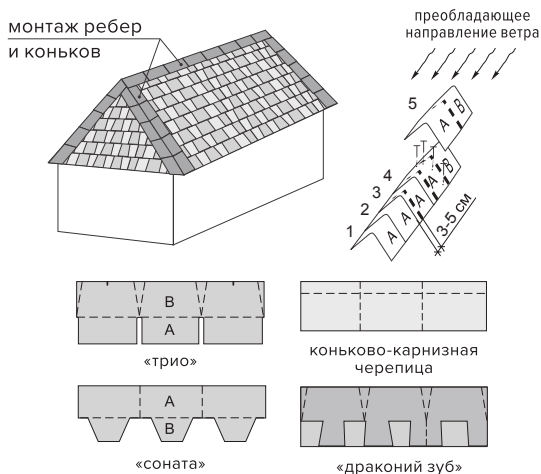 монтаж ребер
и коньков
преобладающее
направление ветра
5
А
В
Т
Т
Т
4
3
2
1
А
А
А
А
В
3-5 см
В
А
«трио»
коньково-карнизная
черепица
А
В
«соната»
«драконий зуб»